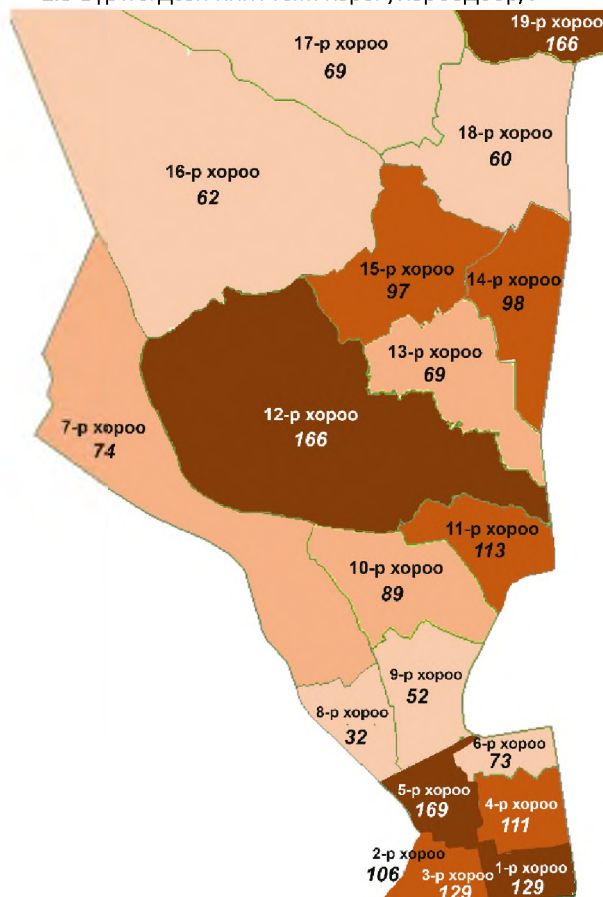 19-р хороо
166
17-р хороо
69
18-р хороо
60
16-р хороо
62
15-р хороо
97
14-р хороо
98
13-р хороо
69
12-р хороо
166
7-р хороо
74
11-р хороо
113
10-р хороо
89
9-р хороо
52
8-р хороо
32
6-р хороо
73
5-р хороо
169
4-р хороо
111
2-р хороо
106
3-р хороо
129
1-р хороо
129